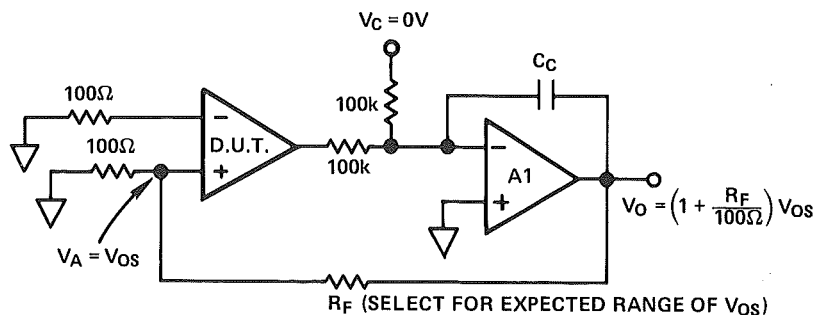 V_C = 0V
C_C
100k
100Ω
−
D.U.T.
100Ω
+
100k
−
A1
+
V_O = (1 + R_F/100Ω) V_OS
V_A = V_OS
R_F (SELECT FOR EXPECTED RANGE OF V_OS)